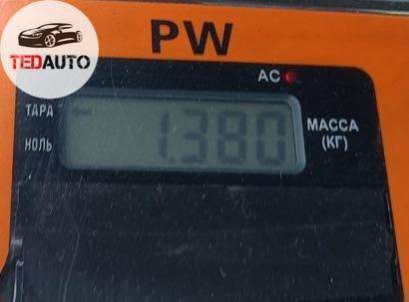 TEDAUTO
PW
AC
ТАРА
НОЛЬ
1.380
МАССА
(КГ)